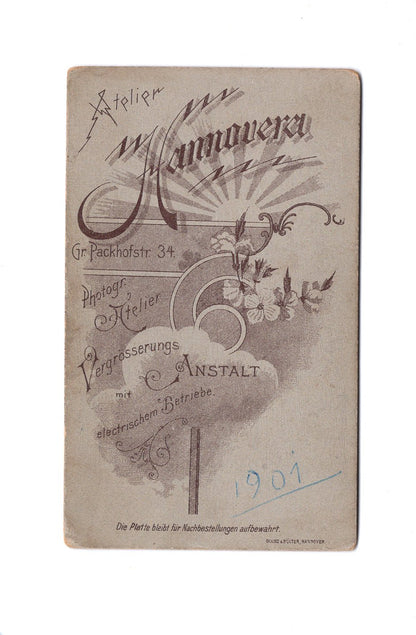 Atelier
Hannovera
Gr. Packhofstr. 34.
Photogr.
Atelier
Vergrösserungs
Anstalt
mit
electrischem Betriebe.
Die Platte bleibt für Nachbestellungen aufbewahrt.
1901
HANNOVER